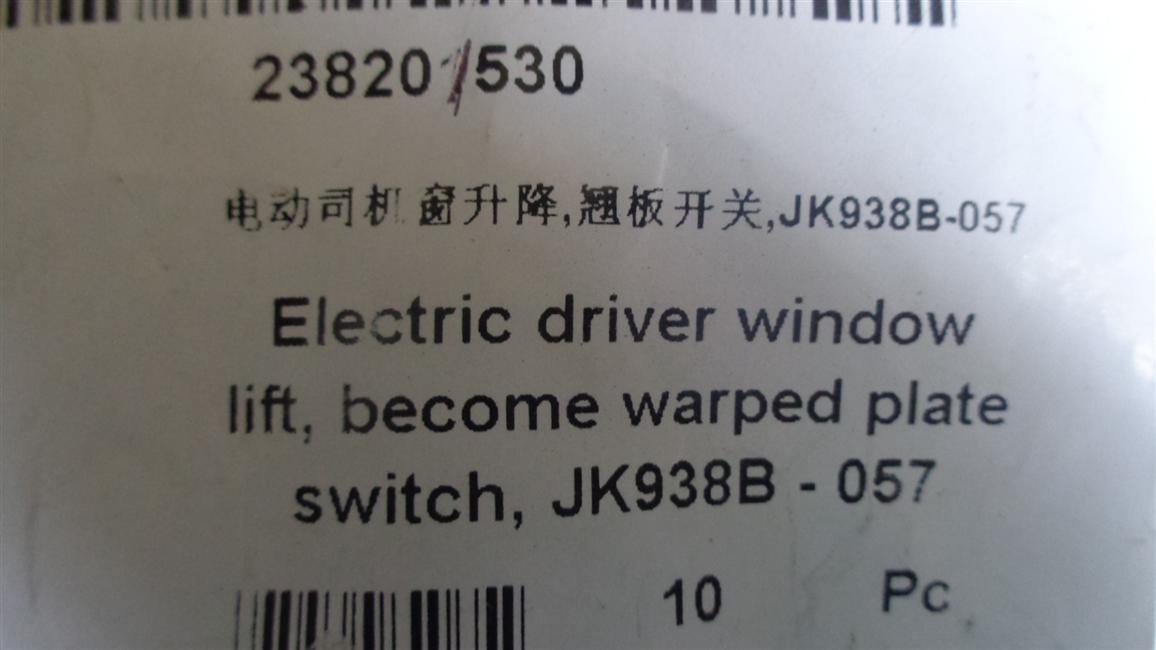 23820/530
电动司机窗升降,翘板开关,JK938B-057
Electric driver window
lift, become warped plate
switch, JK938B - 057
10 Pc